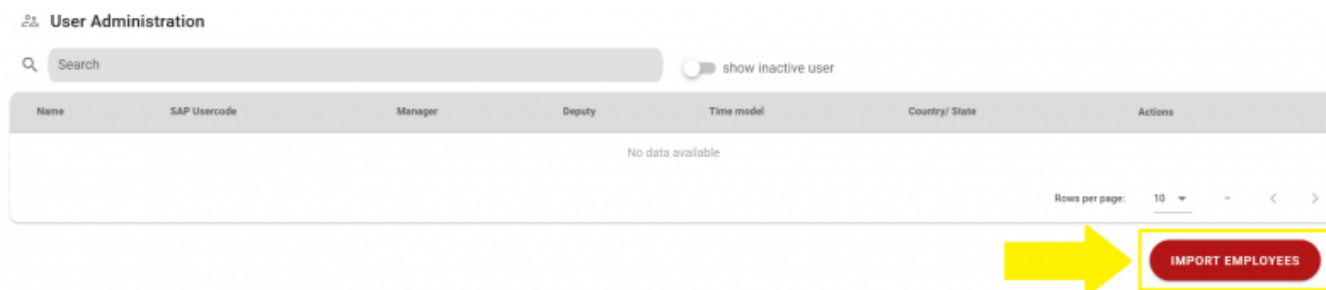 User Administration
Search
show inactive user
Name SAP Usercode Manager Deputy Time model Country/ State Actions
No data available
Rows per page: 10 -
IMPORT EMPLOYEES